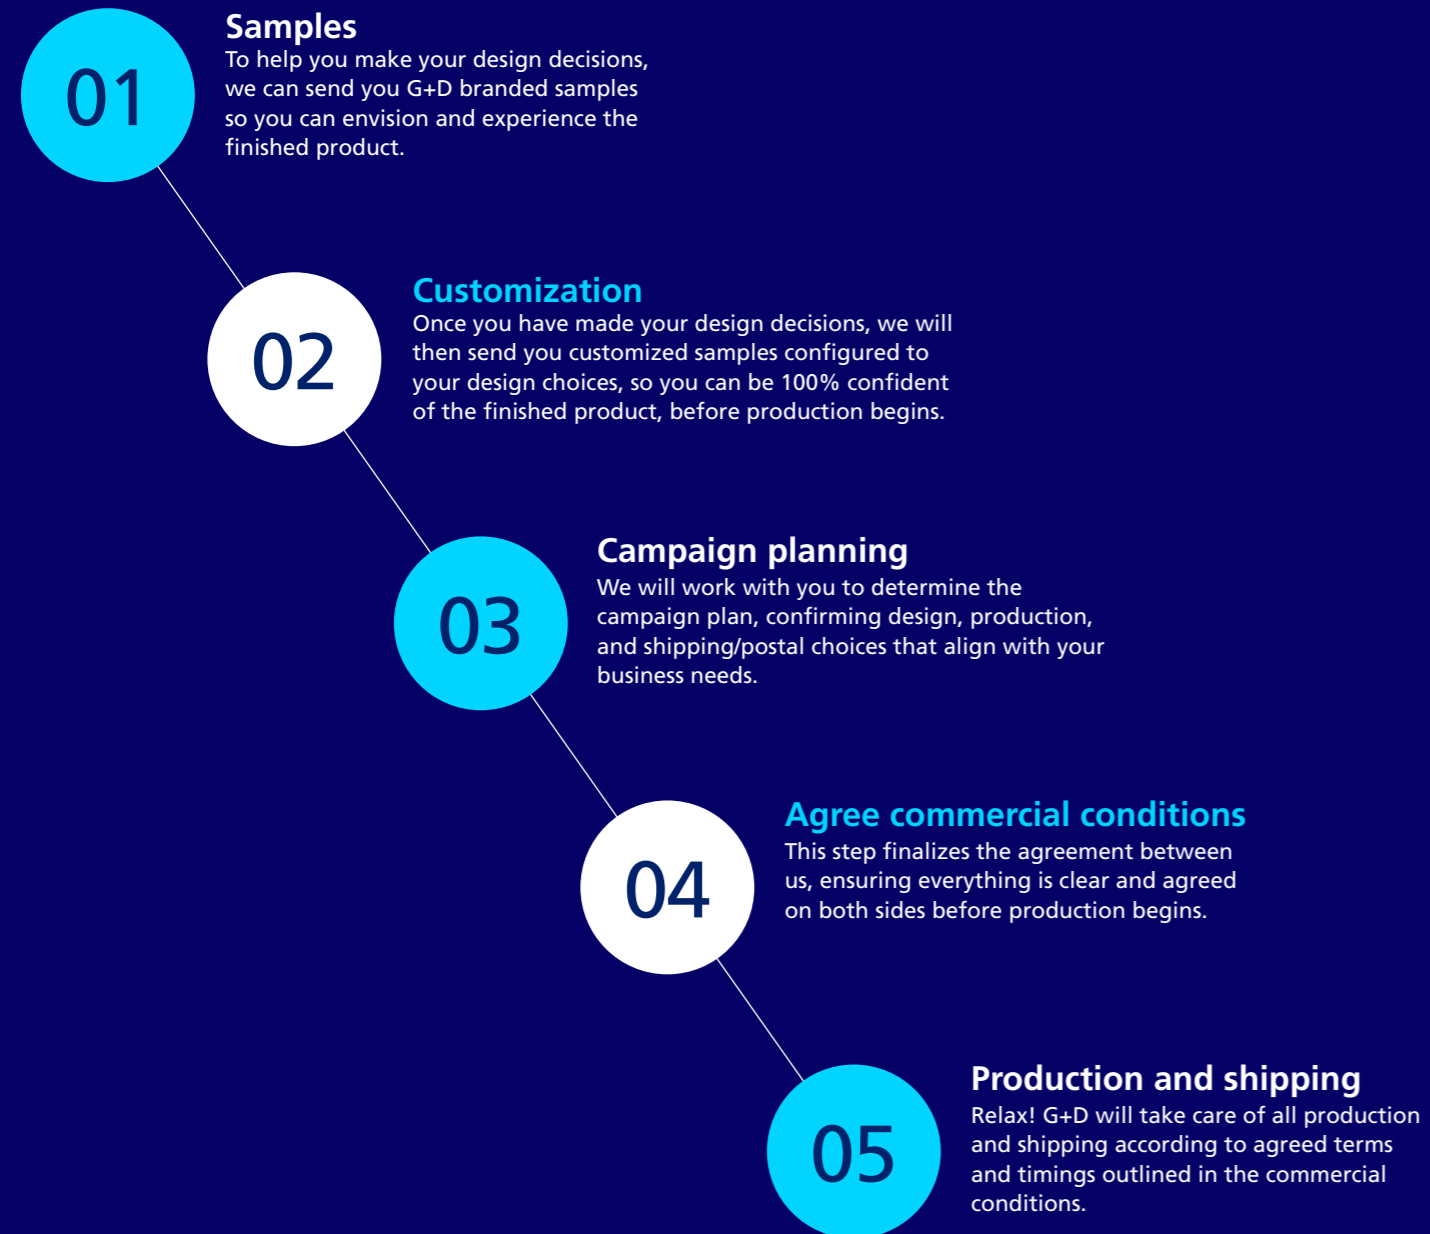 01
Samples
To help you make your design decisions,
we can send you G+D branded samples
so you can envision and experience the
finished product.
02
Customization
Once you have made your design decisions, we will
then send you customized samples configured to
your design choices, so you can be 100% confident
of the finished product, before production begins.
03
Campaign planning
We will work with you to determine the
campaign plan, confirming design, production,
and shipping/postal choices that align with your
business needs.
04
Agree commercial conditions
This step finalizes the agreement between
us, ensuring everything is clear and agreed
on both sides before production begins.
05
Production and shipping
Relax! G+D will take care of all production
and shipping according to agreed terms
and timings outlined in the commercial
conditions.